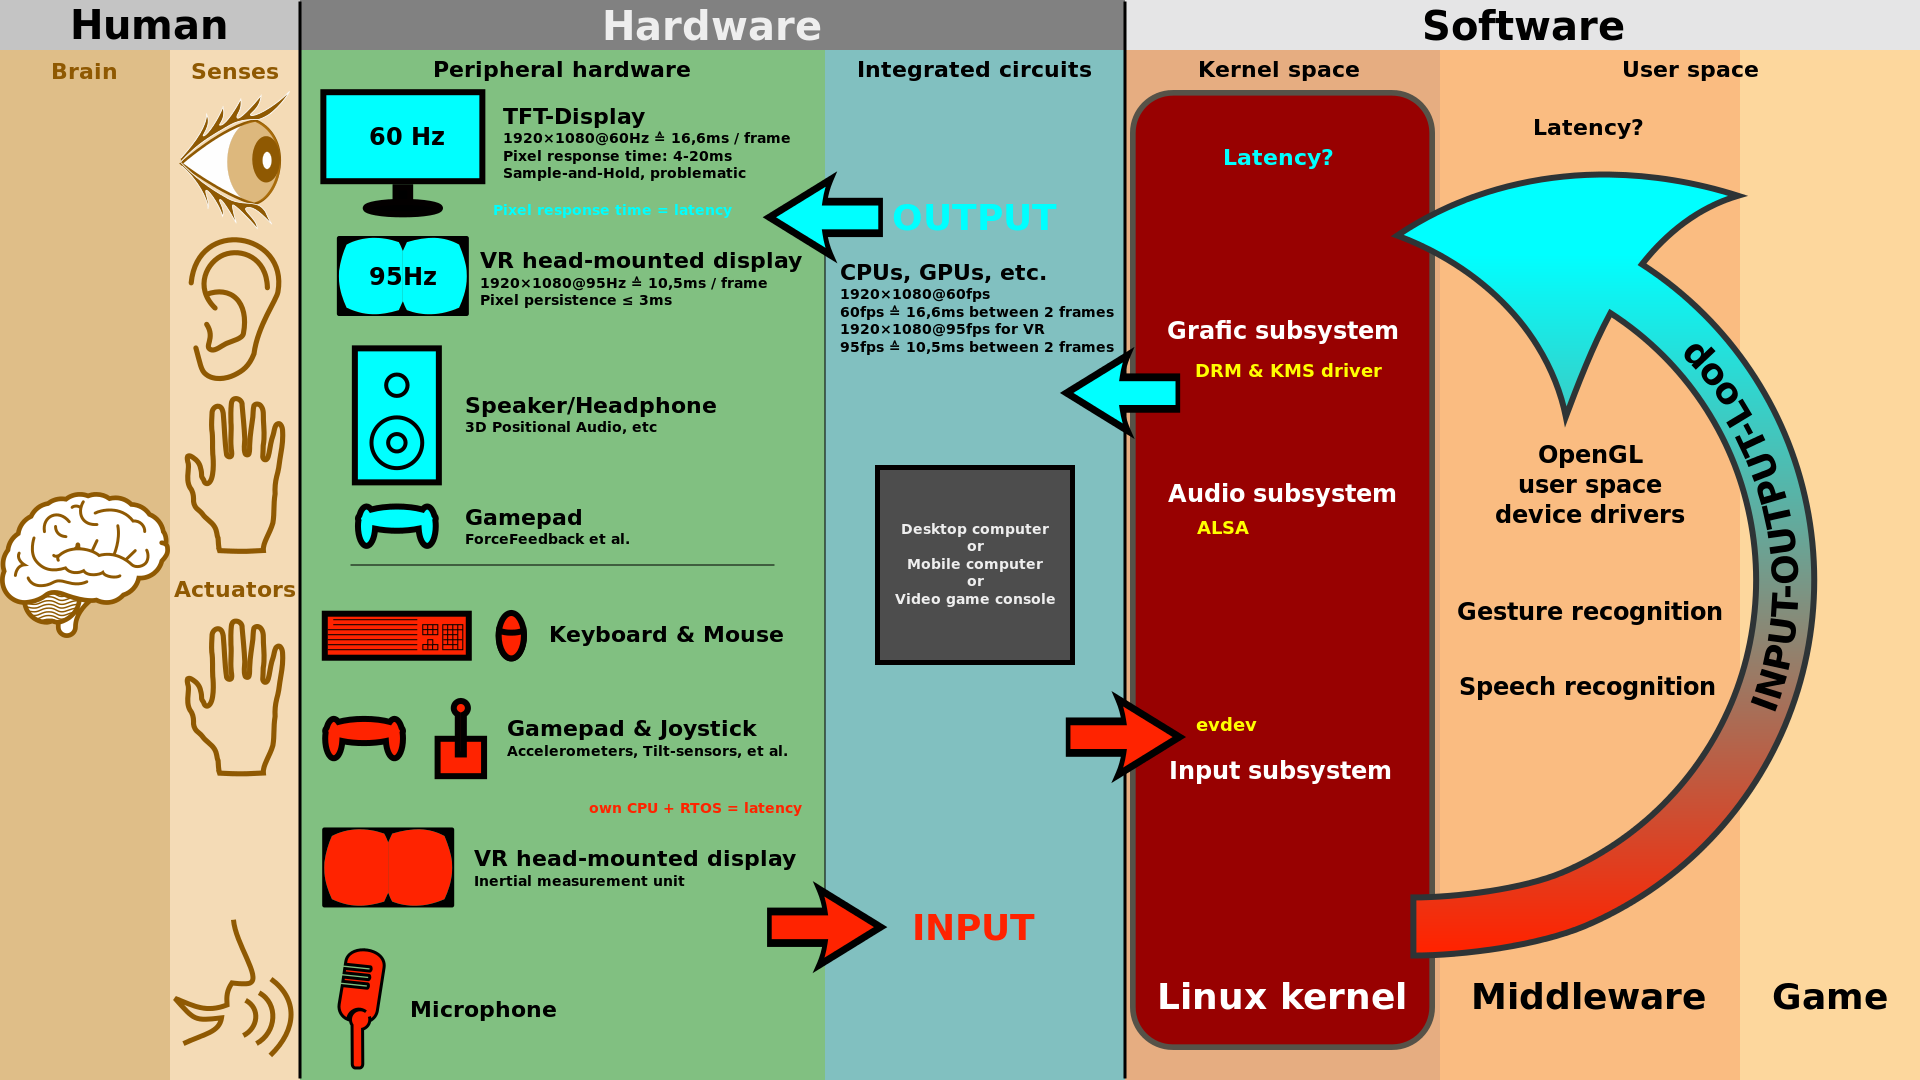 Human
Hardware
Software
Brain
Senses
Peripheral hardware
Integrated circuits
Kernel space
User space
60 Hz
TFT-Display
1920×1080@60Hz ≙ 16,6ms / frame
Pixel response time: 4-20ms
Sample-and-Hold, problematic
Pixel response time = latency
95Hz
VR head-mounted display
1920×1080@95Hz ≙ 10,5ms / frame
Pixel persistence ≤ 3ms
Speaker/Headphone
3D Positional Audio, etc
Gamepad
ForceFeedback et al.
Actuators
Keyboard & Mouse
Gamepad & Joystick
Accelerometers, Tilt-sensors, et al.
own CPU + RTOS = latency
VR head-mounted display
Inertial measurement unit
Microphone
OUTPUT
CPUs, GPUs, etc.
1920×1080@60fps
60fps ≙ 16,6ms between 2 frames
1920×1080@95fps for VR
95fps ≙ 10,5ms between 2 frames
Desktop computer
or
Mobile computer
or
Video game console
INPUT
Latency?
Grafic subsystem
DRM & KMS driver
Audio subsystem
ALSA
evdev
Input subsystem
Linux kernel
Latency?
OpenGL
user space
device drivers
Gesture recognition
Speech recognition
INPUT-OUTPUT-Loop
Middleware
Game